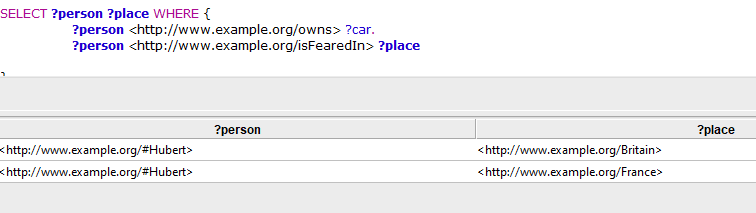 SELECT ?person ?place WHERE {
?person <http://www.example.org/owns> ?car.
?person <http://www.example.org/isFearedIn> ?place
}
?person ?place
<http://www.example.org/#Hubert> <http://www.example.org/Britain>
<http://www.example.org/#Hubert> <http://www.example.org/France>